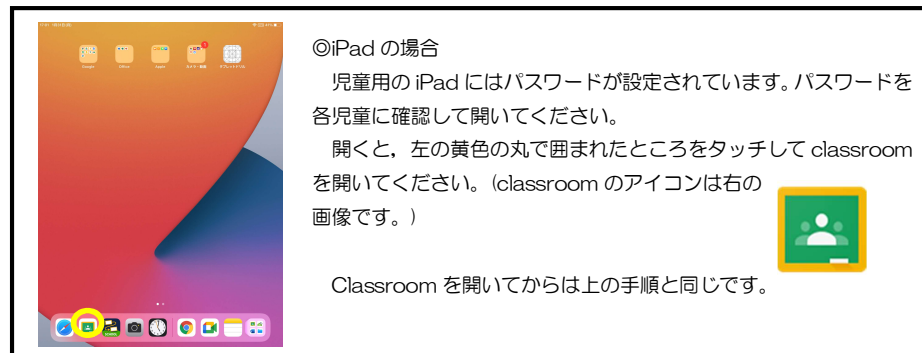 ◎iPad の場合
児童用の iPad にはパスワードが設定されています。パスワードを
各児童に確認して開いてください。
開くと，左の黄色の丸で囲まれたところをタッチして classroom
を開いてください。（classroom のアイコンは右の
画像です。）
Classroom を開いてからは上の手順と同じです。
Google
Office
Apple